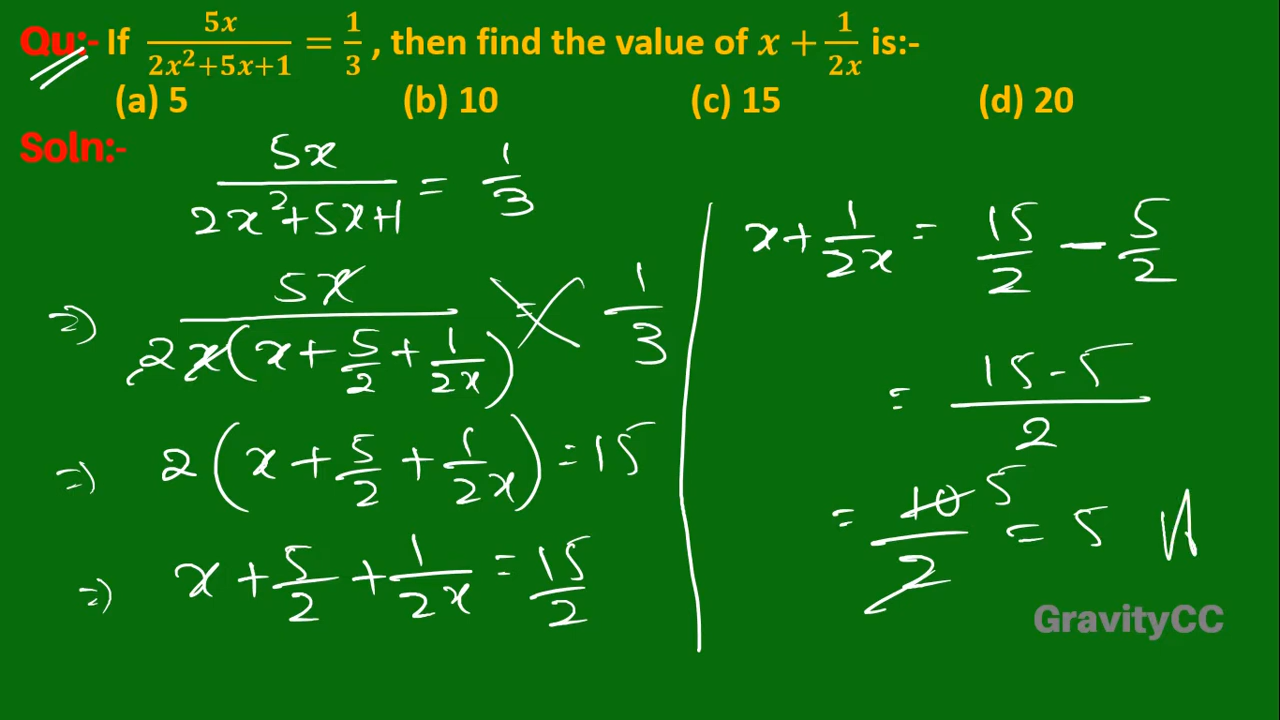 Qu:- If 5x/(2x²+5x+1) = 1/3 , then find the value of x + 1/2x is:-
(a) 5 (b) 10 (c) 15 (d) 20
Soln:-
5x/(2x²+5x+1) = 1/3
⇒) 5x/(2x(x + 5/2 + 1/2x)) = 1/3
⇒) 2(x + 5/2 + 1/2x) = 15
⇒) x + 5/2 + 1/2x = 15/2
x + 1/2x = 15/2 - 5/2
= (15 - 5)/2
= 10/2 5 = 5 A
GravityCC